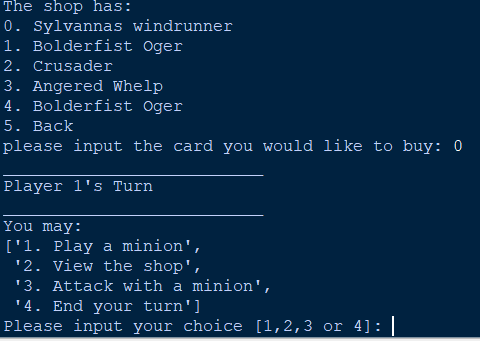 The shop has:
0. Sylvannas windrunner
1. Bolderfist Oger
2. Crusader
3. Angered Whelp
4. Bolderfist Oger
5. Back
please input the card you would like to buy: 0
__________________________
Player 1's Turn
__________________________
You may:
['1. Play a minion',
 '2. View the shop',
 '3. Attack with a minion',
 '4. End your turn']
Please input your choice [1,2,3 or 4]: